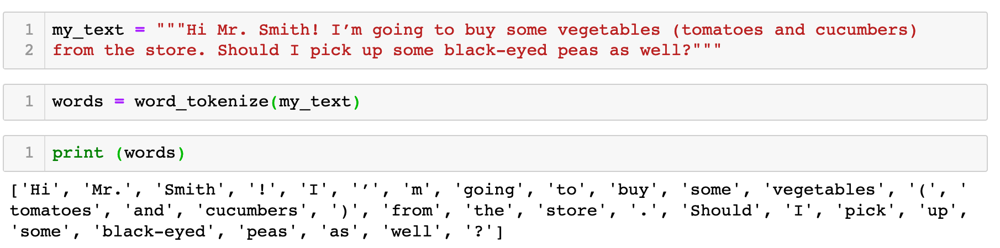 1 my_text = """Hi Mr. Smith! I’m going to buy some vegetables (tomatoes and cucumbers)
2 from the store. Should I pick up some black-eyed peas as well?"""
1 words = word_tokenize(my_text)
1 print (words)
['Hi', 'Mr.', 'Smith', '!', 'I', '’', 'm', 'going', 'to', 'buy', 'some', 'vegetables', '(', '
tomatoes', 'and', 'cucumbers', ')', 'from', 'the', 'store', '.', 'Should', 'I', 'pick', 'up',
'some', 'black-eyed', 'peas', 'as', 'well', '?']